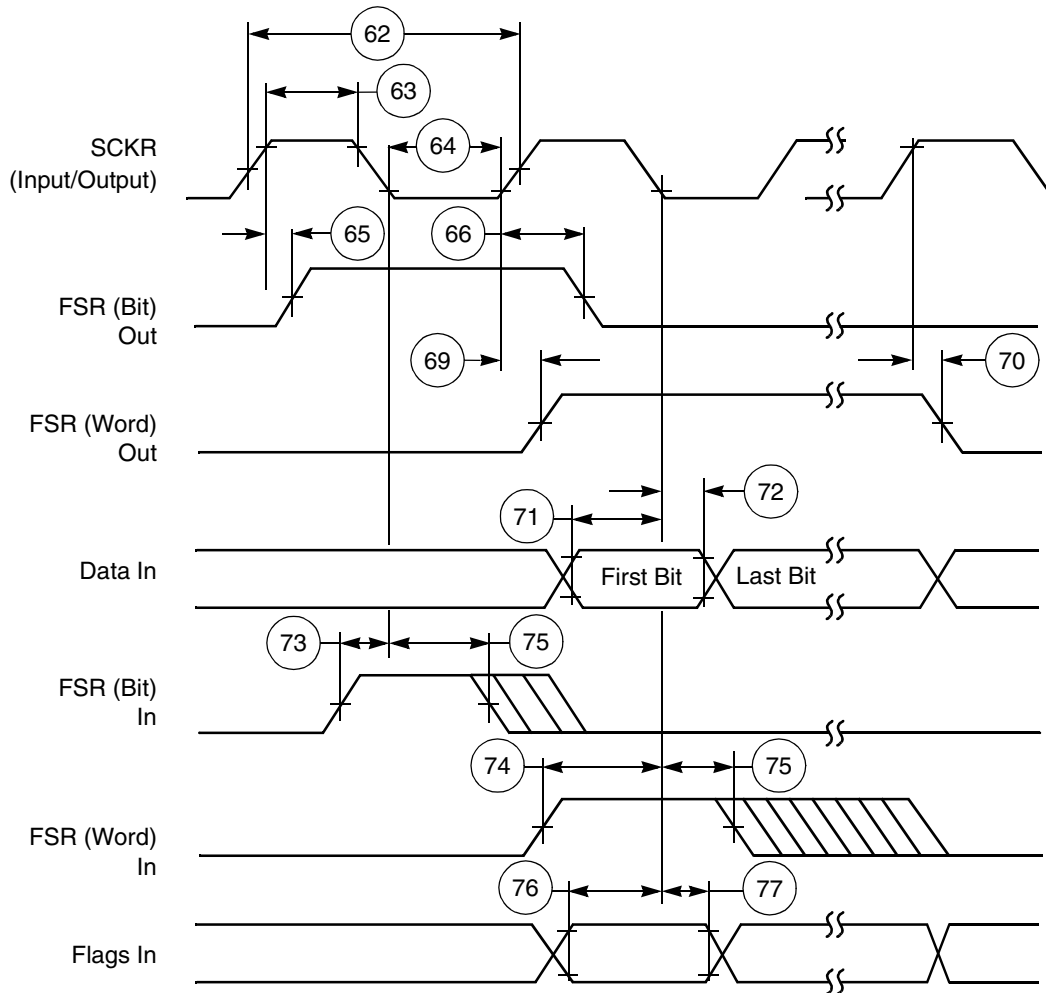 62
63
SCKR
(Input/Output)
64
65
66
FSR (Bit)
Out
69
70
FSR (Word)
Out
71
72
Data In
First Bit
Last Bit
73
75
FSR (Bit)
In
74
75
FSR (Word)
In
76
77
Flags In